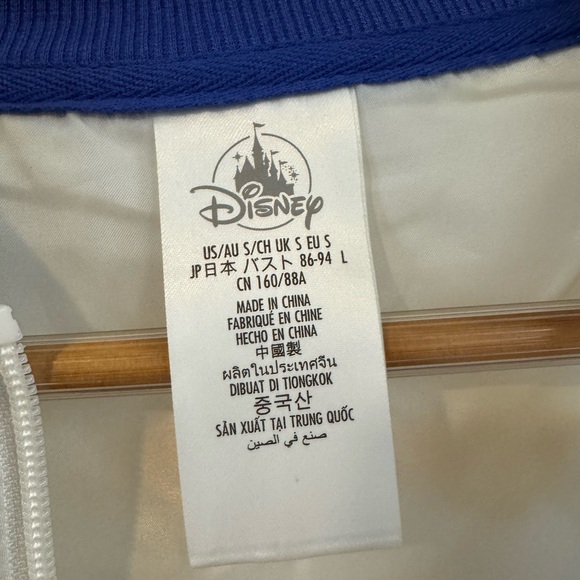 Disney
US/AU S/CH UK S EU S
JP日本 バスト 86-94 L
CN 160/88A
MADE IN CHINA
FABRIQUÉ EN CHINE
HECHO EN CHINA
中國製
ผลิตในประเทศจีน
DIBUAT DI TIONGKOK
중국산
SẢN XUẤT TẠI TRUNG QUỐC
صنع في الصين